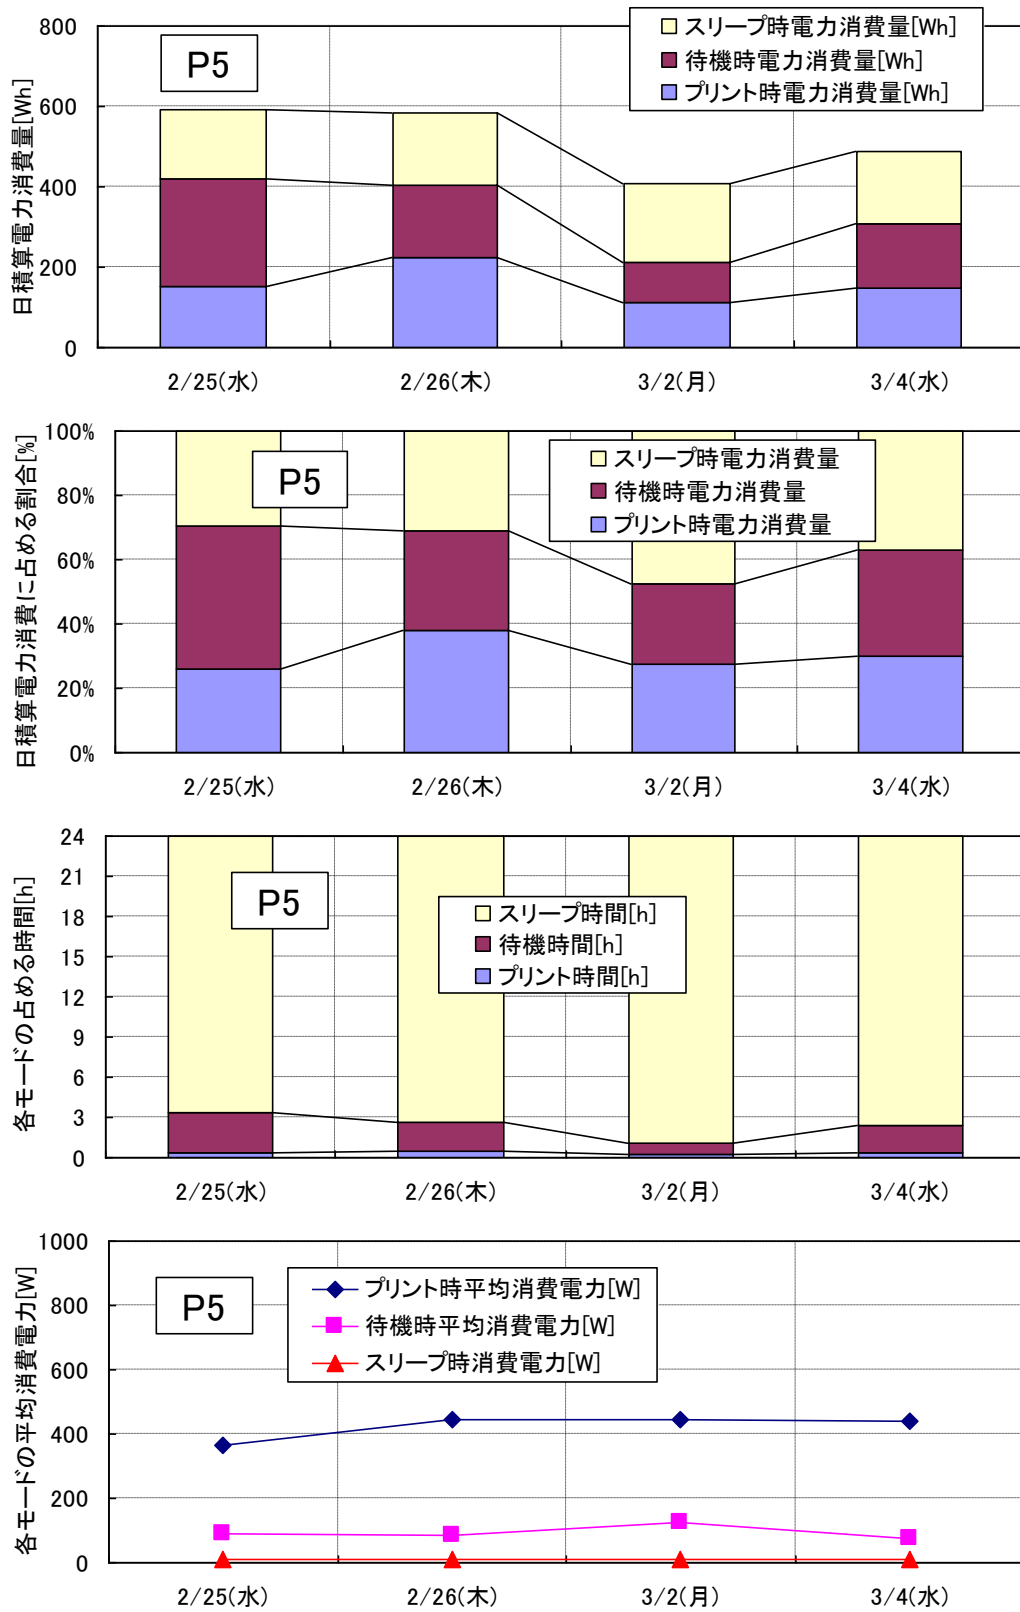 日積算電力消費量[Wh]
800
600
400
200
0
P5
スリープ時電力消費量[Wh]
待機時電力消費量[Wh]
プリント時電力消費量[Wh]
2/25(水)
2/26(木)
3/2(月)
3/4(水)
日積算電力消費に占める割合[%]
100%
80%
60%
40%
20%
0%
P5
スリープ時電力消費量
待機時電力消費量
プリント時電力消費量
2/25(水)
2/26(木)
3/2(月)
3/4(水)
各モードの占める時間[h]
24
21
18
15
12
9
6
3
0
P5
スリープ時間[h]
待機時間[h]
プリント時間[h]
2/25(水)
2/26(木)
3/2(月)
3/4(水)
各モードの平均消費電力[W]
1000
800
600
400
200
0
P5
プリント時平均消費電力[W]
待機時平均消費電力[W]
スリープ時消費電力[W]
2/25(水)
2/26(木)
3/2(月)
3/4(水)